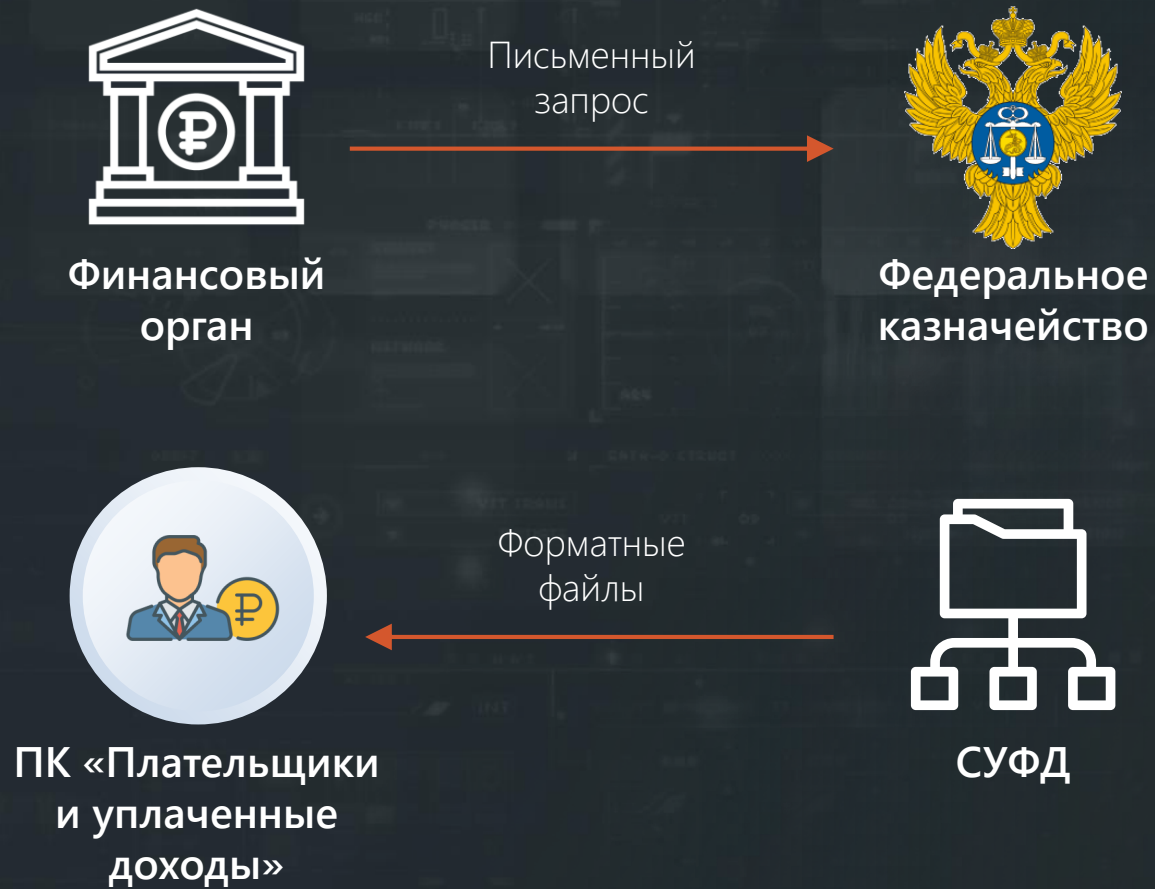 Письменный
запрос
Финансовый
орган
Федеральное
казначейство
Форматные
файлы
ПК «Плательщики
и уплаченные
доходы»
СУФД